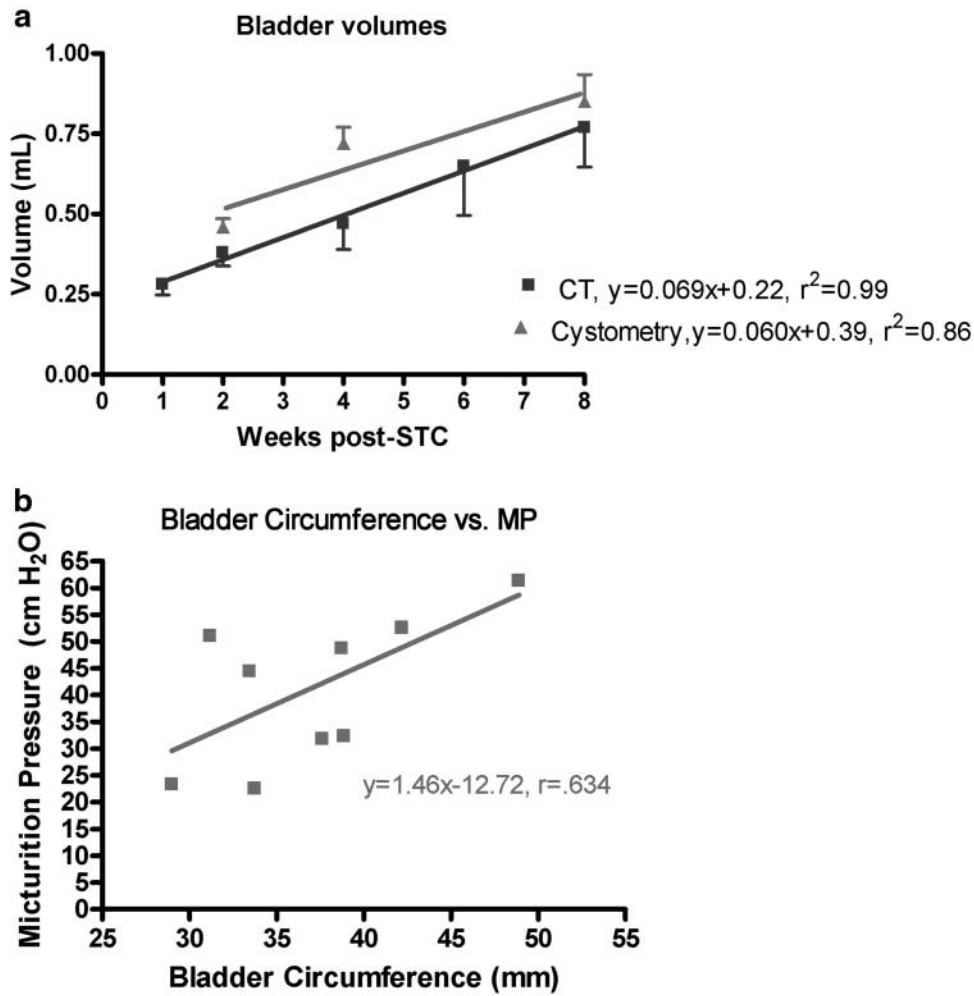 a
Bladder volumes
1.00
0.75
0.50
0.25
0.00
Volume (mL)
0 1 2 3 4 5 6 7 8
Weeks post-STC
CT, y=0.069x+0.22, r²=0.99
Cystometry,y=0.060x+0.39, r²=0.86
b
Bladder Circumference vs. MP
65
60
55
50
45
40
35
30
25
20
15
10
5
0
Micturition Pressure (cm H₂O)
y=1.46x-12.72, r=.634
25 30 35 40 45 50 55
Bladder Circumference (mm)